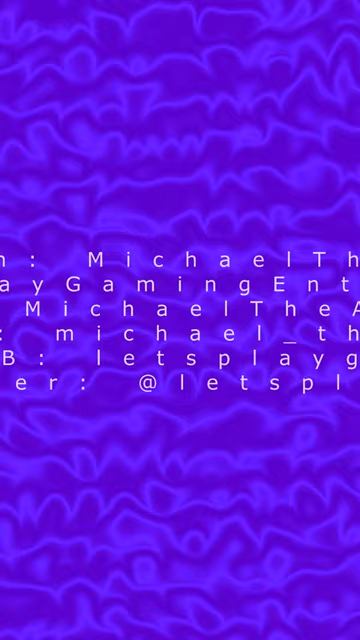 n: MichaelTh
ayGamingEnt
MichaelTheA
: michael_th
B: letsplayg
er: @letspl